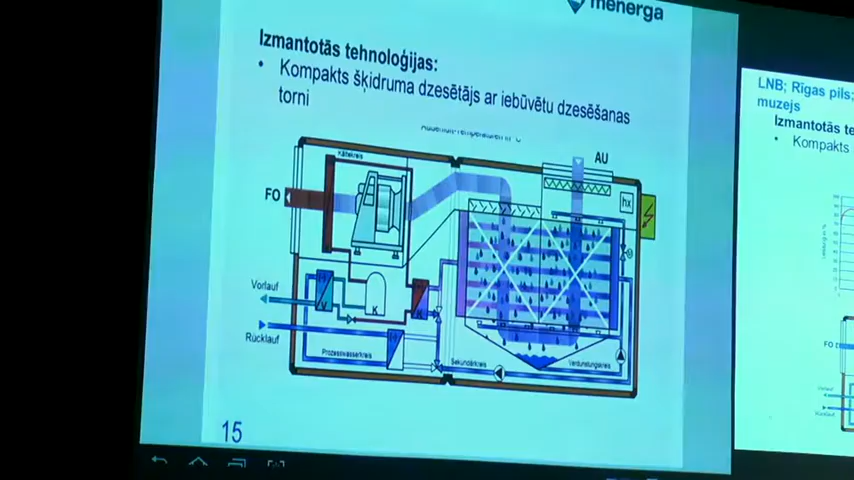 menerga
Izmantotās tehnoloģijas:
• Kompakts šķidruma dzesētājs ar iebūvētu dzesēšanas
torni
AU
Kältekreis
FO
hx
Vorlauf
K
Rücklauf
Prozesswasserkreis
Sekundärkreis
Verdunstungskreis
15
LNB; Rīgas pils;
muzejs
Izmantotās te
• Kompakts
FO